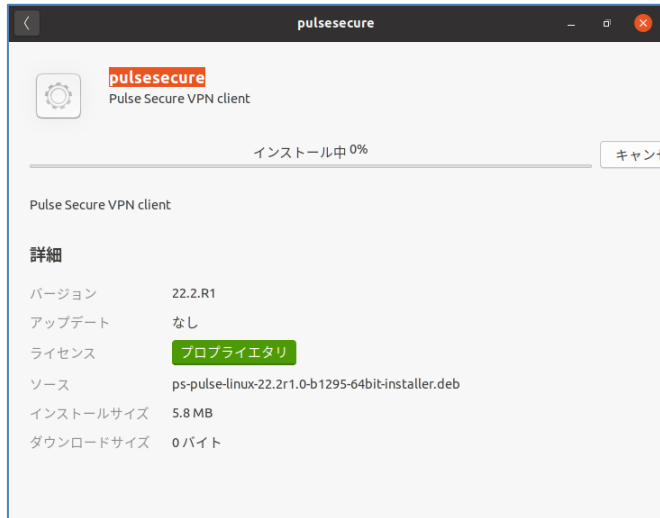 pulsesecure
pulsesecure
Pulse Secure VPN client
インストール中 0%
キャンセ
Pulse Secure VPN client
詳細
バージョン 22.2.R1
アップデート なし
ライセンス プロプライエタリ
ソース ps-pulse-linux-22.2r1.0-b1295-64bit-installer.deb
インストールサイズ 5.8 MB
ダウンロードサイズ 0 バイト